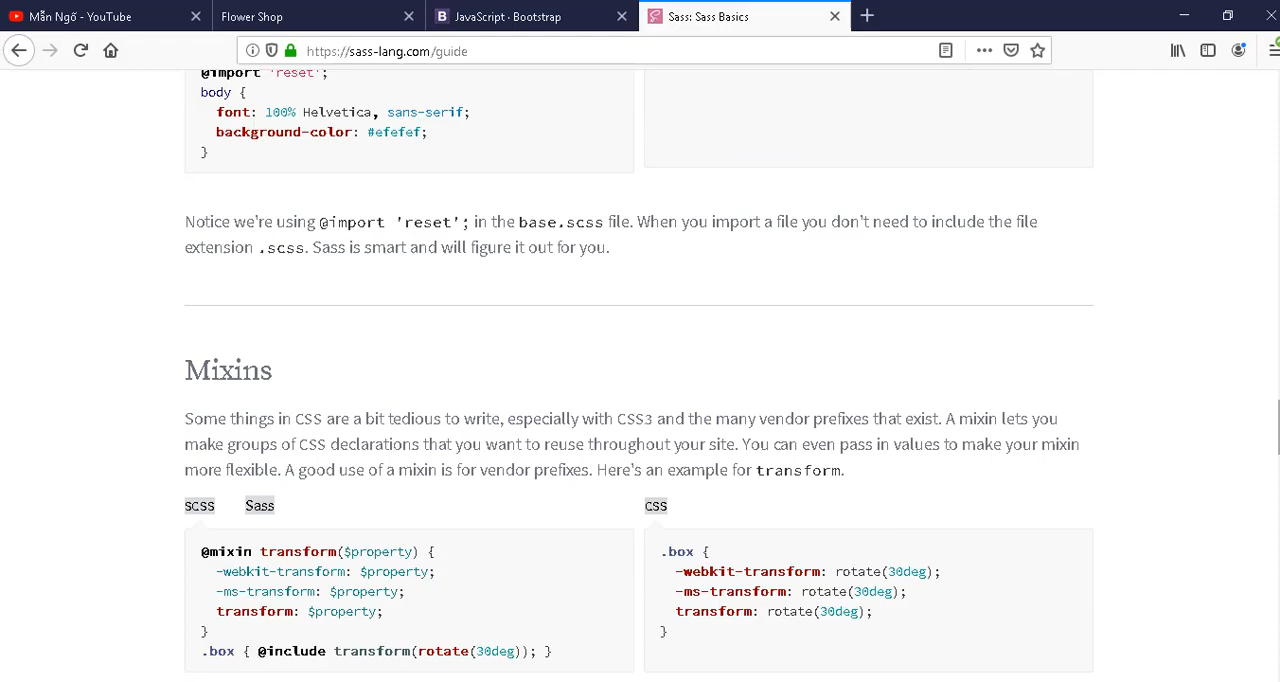 Mẫn Ngố - YouTube
Flower Shop
B JavaScript · Bootstrap
Sass: Sass Basics
https://sass-lang.com/guide
@import 'reset';
body {
font: 100% Helvetica, sans-serif;
background-color: #efefef;
}
Notice we're using @import 'reset'; in the base.scss file. When you import a file you don't need to include the file
extension .scss. Sass is smart and will figure it out for you.
Mixins
Some things in CSS are a bit tedious to write, especially with CSS3 and the many vendor prefixes that exist. A mixin lets you
make groups of CSS declarations that you want to reuse throughout your site. You can even pass in values to make your mixin
more flexible. A good use of a mixin is for vendor prefixes. Here's an example for transform.
SCSS Sass
@mixin transform($property) {
-webkit-transform: $property;
-ms-transform: $property;
transform: $property;
}
.box { @include transform(rotate(30deg)); }
CSS
.box {
-webkit-transform: rotate(30deg);
-ms-transform: rotate(30deg);
transform: rotate(30deg);
}